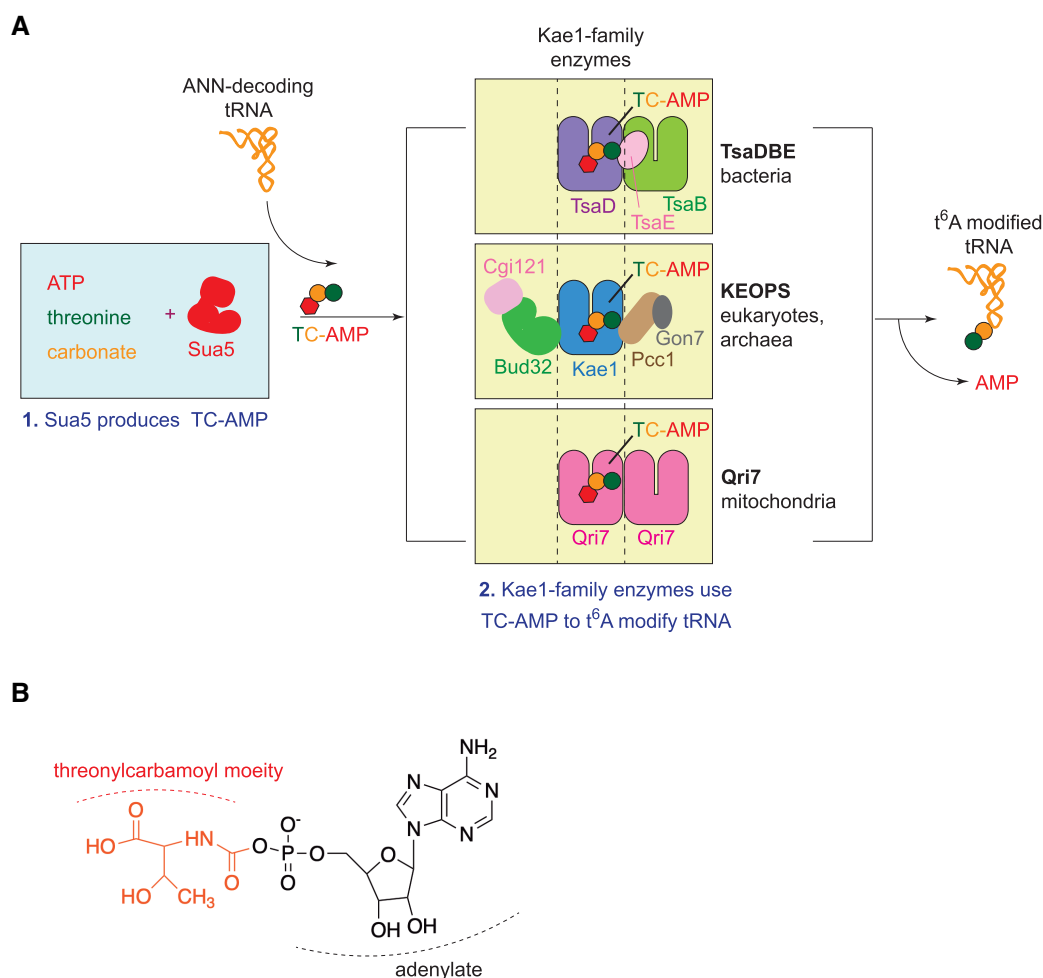 A
Kae1-family
enzymes
ANN-decoding
tRNA
TC-AMP
TsaD
TsaE
TsaB
TsaDBE
bacteria
ATP
threonine
carbonate
+
Sua5
TC-AMP
1. Sua5 produces TC-AMP
Cgi121
TC-AMP
Bud32
Kae1
Pcc1
Gon7
KEOPS
eukaryotes,
archaea
t6A modified
tRNA
AMP
TC-AMP
Qri7
Qri7
Qri7
mitochondria
2. Kae1-family enzymes use
TC-AMP to t6A modify tRNA
B
threonylcarbamoyl moeity
O
HO
HN
HO
CH3
O
O
O-
P
O
O
O
OH
OH
N
N
N
N
NH2
adenylate